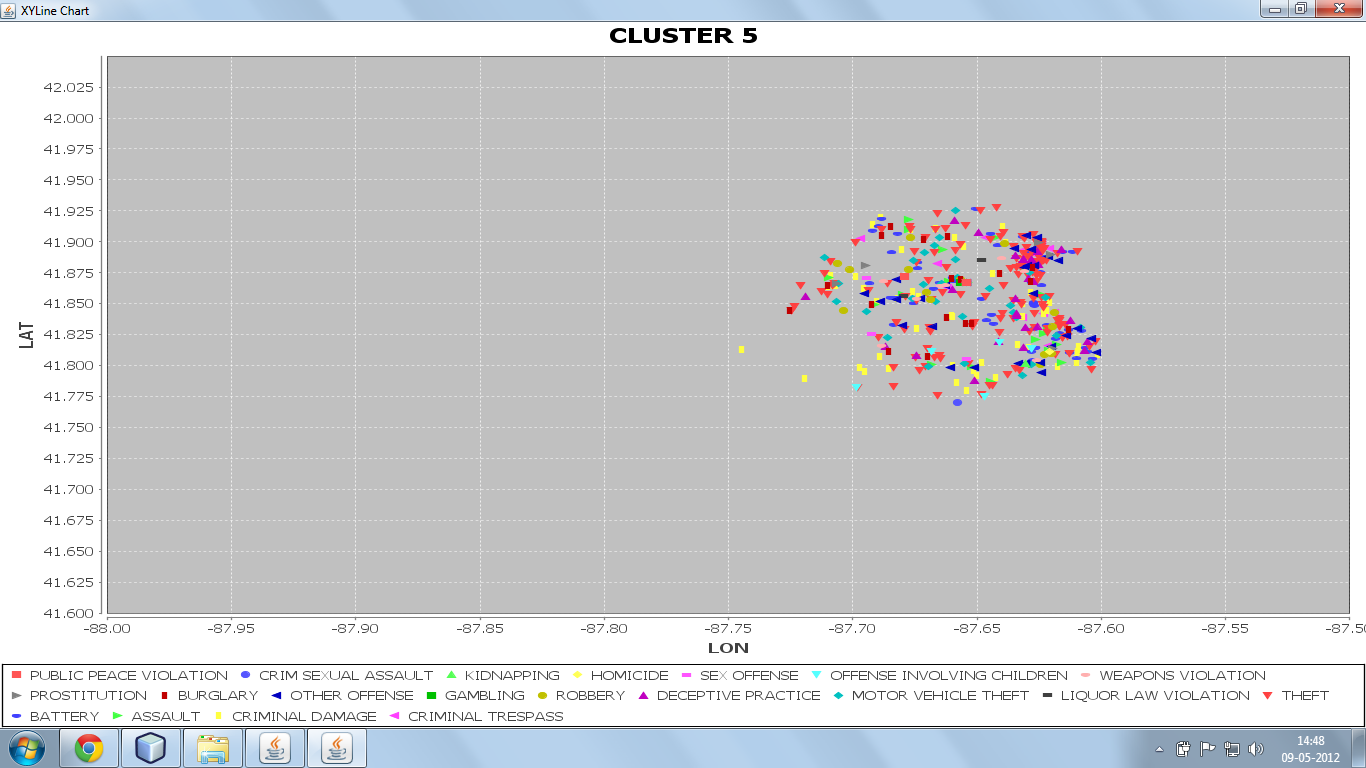 XYLine Chart
CLUSTER 5
42.025
42.000
41.975
41.950
41.925
41.900
41.875
41.850
41.825
41.800
41.775
41.750
41.725
41.700
41.675
41.650
41.625
41.600
LAT
-88.00 -87.95 -87.90 -87.85 -87.80 -87.75 -87.70 -87.65 -87.60 -87.55 -87.50
LON
PUBLIC PEACE VIOLATION CRIM SEXUAL ASSAULT KIDNAPPING HOMICIDE SEX OFFENSE OFFENSE INVOLVING CHILDREN WEAPONS VIOLATION
PROSTITUTION BURGLARY OTHER OFFENSE GAMBLING ROBBERY DECEPTIVE PRACTICE MOTOR VEHICLE THEFT LIQUOR LAW VIOLATION THEFT
BATTERY ASSAULT CRIMINAL DAMAGE CRIMINAL TRESPASS
14:48
09-05-2012